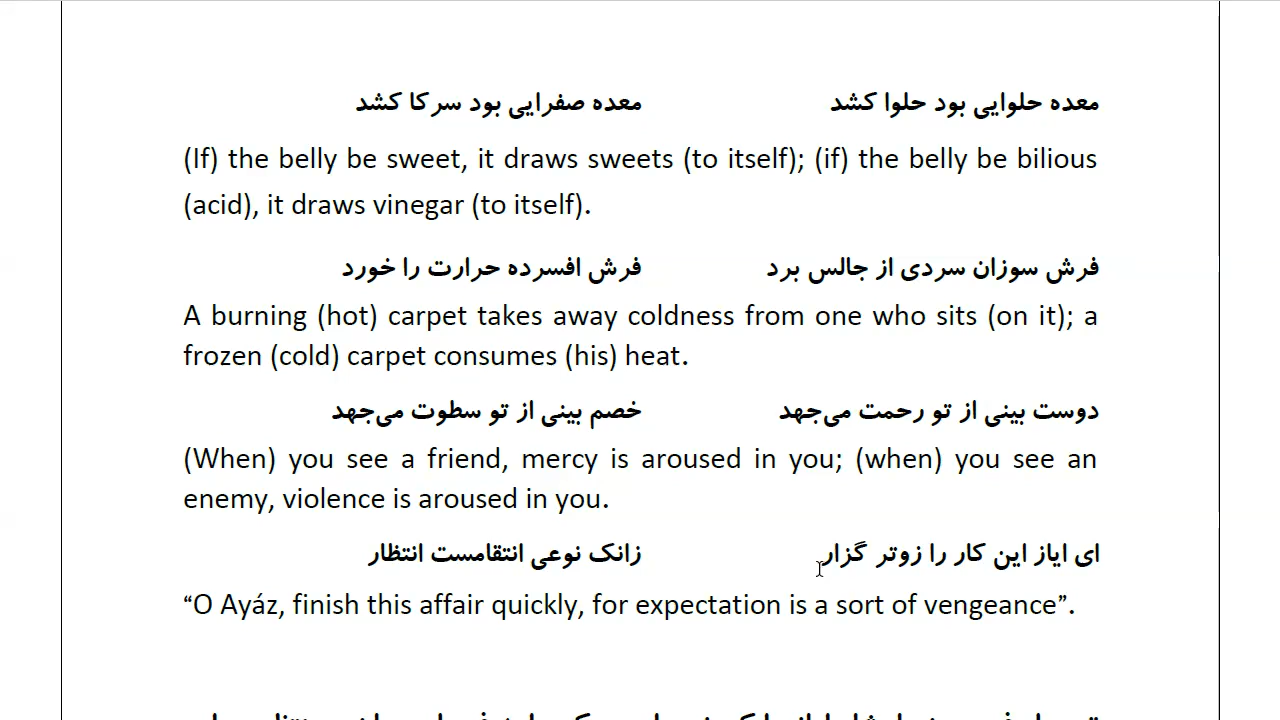 معده حلوایی بود حلوا کشد معده صفرایی بود سرکا کشد
(If) the belly be sweet, it draws sweets (to itself); (if) the belly be bilious
(acid), it draws vinegar (to itself).
فرش سوزان سردی از جالس برد فرش افسرده حرارت را خورد
A burning (hot) carpet takes away coldness from one who sits (on it); a
frozen (cold) carpet consumes (his) heat.
دوست بینی از تو رحمت می‌جهد خصم بینی از تو سطوت می‌جهد
(When) you see a friend, mercy is aroused in you; (when) you see an
enemy, violence is aroused in you.
ای ایاز این کار را زوتر گزار زانک نوعی انتقامست انتظار
“O Ayáz, finish this affair quickly, for expectation is a sort of vengeance”.